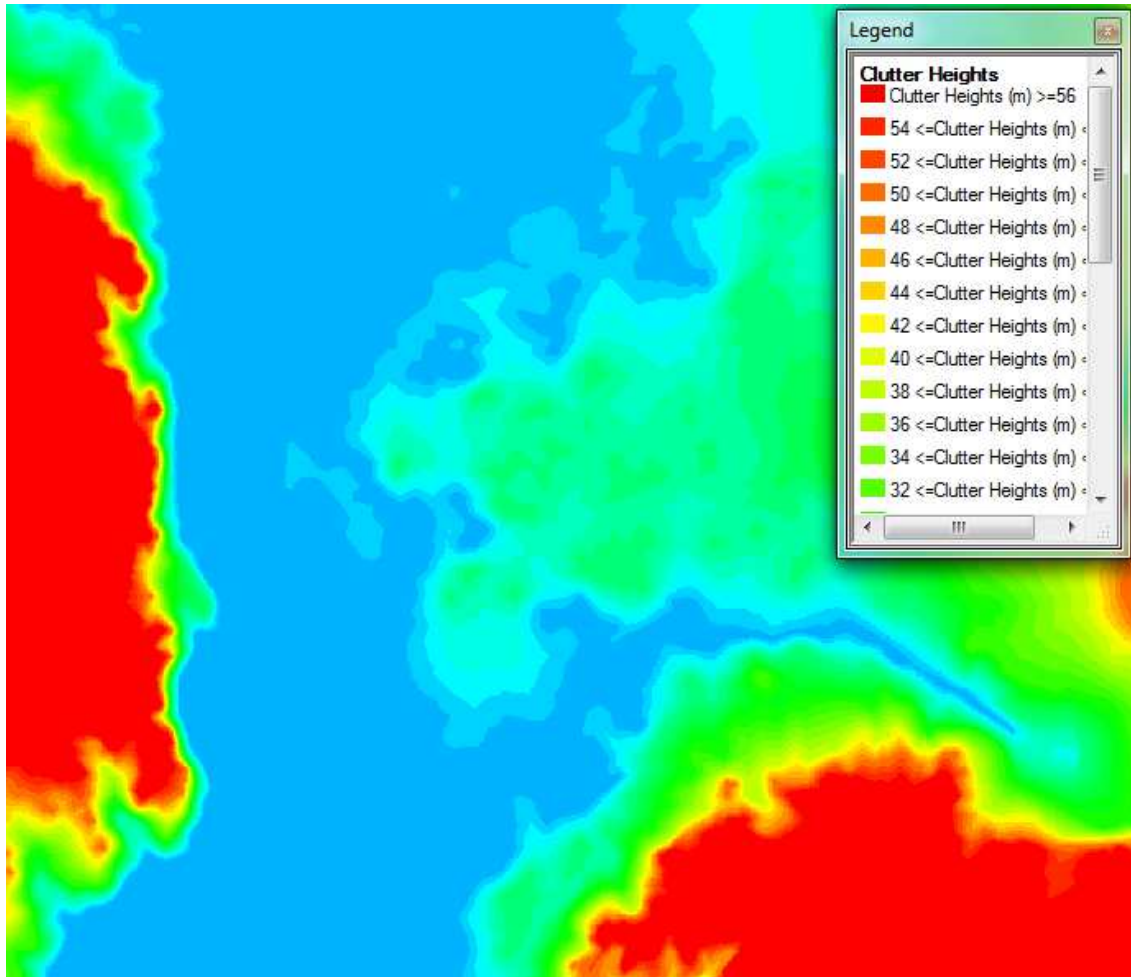 Legend
Clutter Heights
Clutter Heights (m) >=56
54 <=Clutter Heights (m) <
52 <=Clutter Heights (m) <
50 <=Clutter Heights (m) <
48 <=Clutter Heights (m) <
46 <=Clutter Heights (m) <
44 <=Clutter Heights (m) <
42 <=Clutter Heights (m) <
40 <=Clutter Heights (m) <
38 <=Clutter Heights (m) <
36 <=Clutter Heights (m) <
34 <=Clutter Heights (m) <
32 <=Clutter Heights (m) <